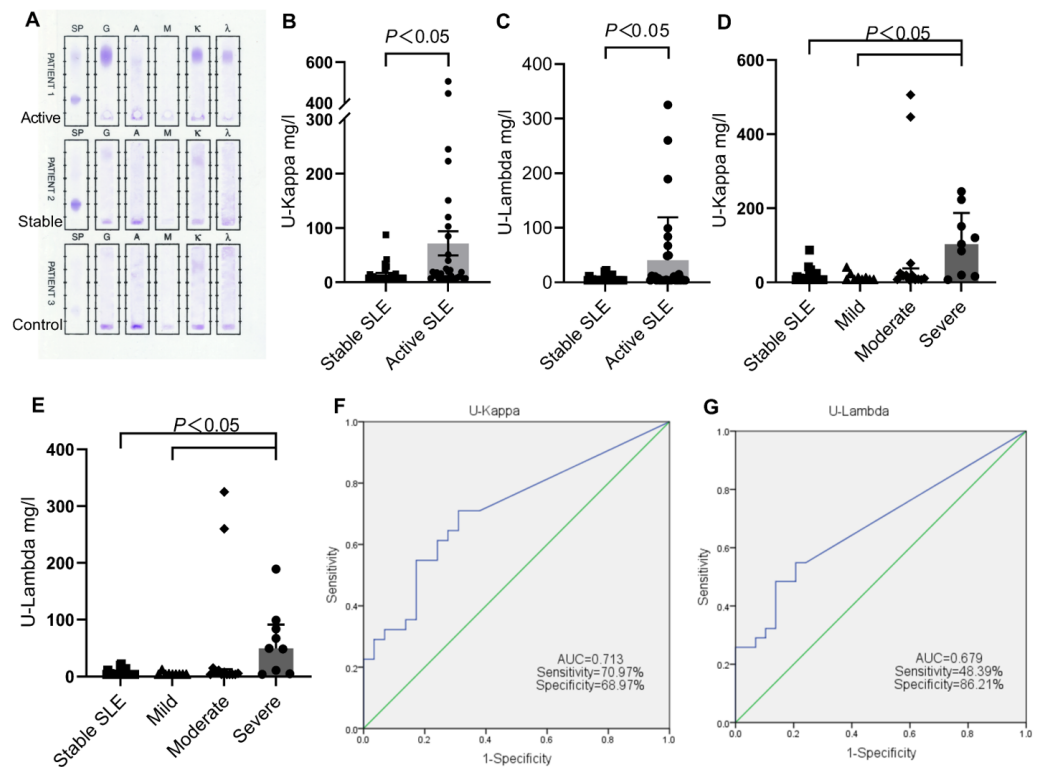 A
SP G A M K λ
PATIENT 1
Active
SP G A M K λ
PATIENT 2
Stable
SP G A M K λ
PATIENT 3
Control
B
P<0.05
U-Kappa mg/l
600
400
300
200
100
0
Stable SLE
Active SLE
C
P<0.05
U-Lambda mg/l
400
300
200
100
0
Stable SLE
Active SLE
D
P<0.05
U-Kappa mg/l
600
400
200
0
Stable SLE
Mild
Moderate
Severe
E
P<0.05
U-Lambda mg/l
400
300
200
100
0
Stable SLE
Mild
Moderate
Severe
F
U-Kappa
Sensitivity
1.0
0.8
0.6
0.4
0.2
0.0
AUC=0.713
Sensitivity=70.97%
Specificity=68.97%
0.0 0.2 0.4 0.6 0.8 1.0
1-Specificity
G
U-Lambda
Sensitivity
1.0
0.8
0.6
0.4
0.2
0.0
AUC=0.679
Sensitivity=48.39%
Specificity=86.21%
0.0 0.2 0.4 0.6 0.8 1.0
1-Specificity